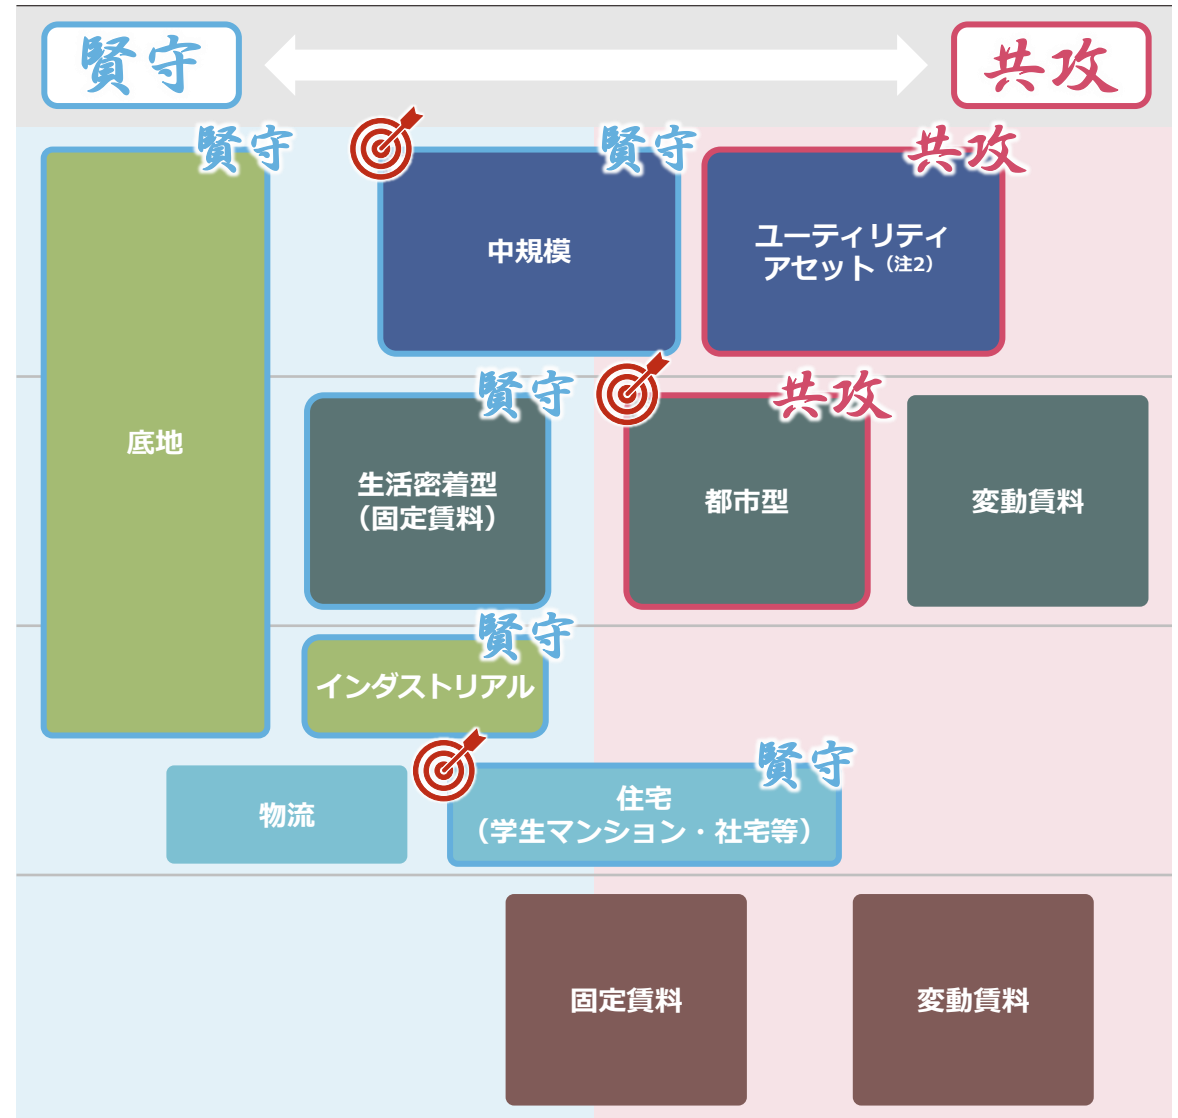 賢守
共攻
賢守
賢守
共攻
中規模
ユーティリティ
アセット（注2）
賢守
共攻
底地
生活密着型
（固定賃料）
都市型
変動賃料
賢守
インダストリアル
賢守
物流
住宅
（学生マンション・社宅等）
固定賃料
変動賃料